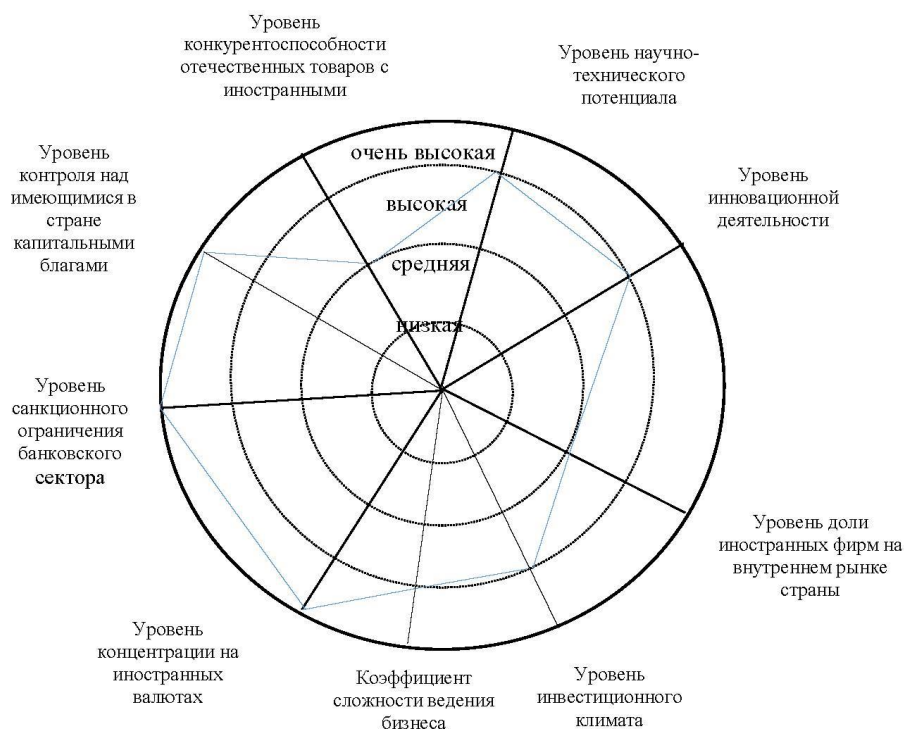 Уровень
конкурентоспособности
отечественных товаров с
иностранными
Уровень научно-
технического
потенциала
Уровень
контроля над
имеющимися в
стране
капитальными
благами
очень высокая
высокая
средняя
низкая
Уровень
инновационной
деятельности
Уровень
санкционного
ограничения
банковского
сектора
Уровень доли
иностранных фирм на
внутреннем рынке
страны
Уровень
концентрации на
иностранных
валютах
Коэффициент
сложности ведения
бизнеса
Уровень
инвестиционного
климата